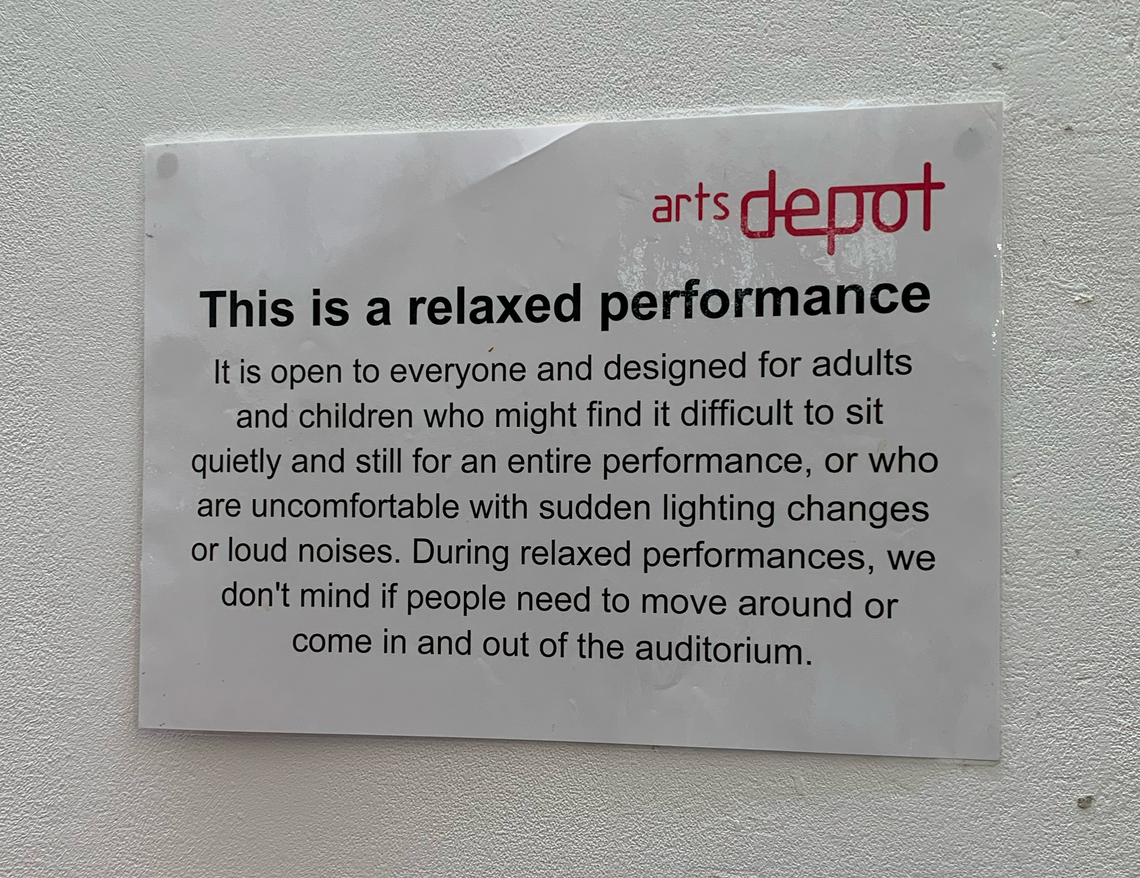 arts depot
This is a relaxed performance
It is open to everyone and designed for adults
and children who might find it difficult to sit
quietly and still for an entire performance, or who
are uncomfortable with sudden lighting changes
or loud noises. During relaxed performances, we
don't mind if people need to move around or
come in and out of the auditorium.